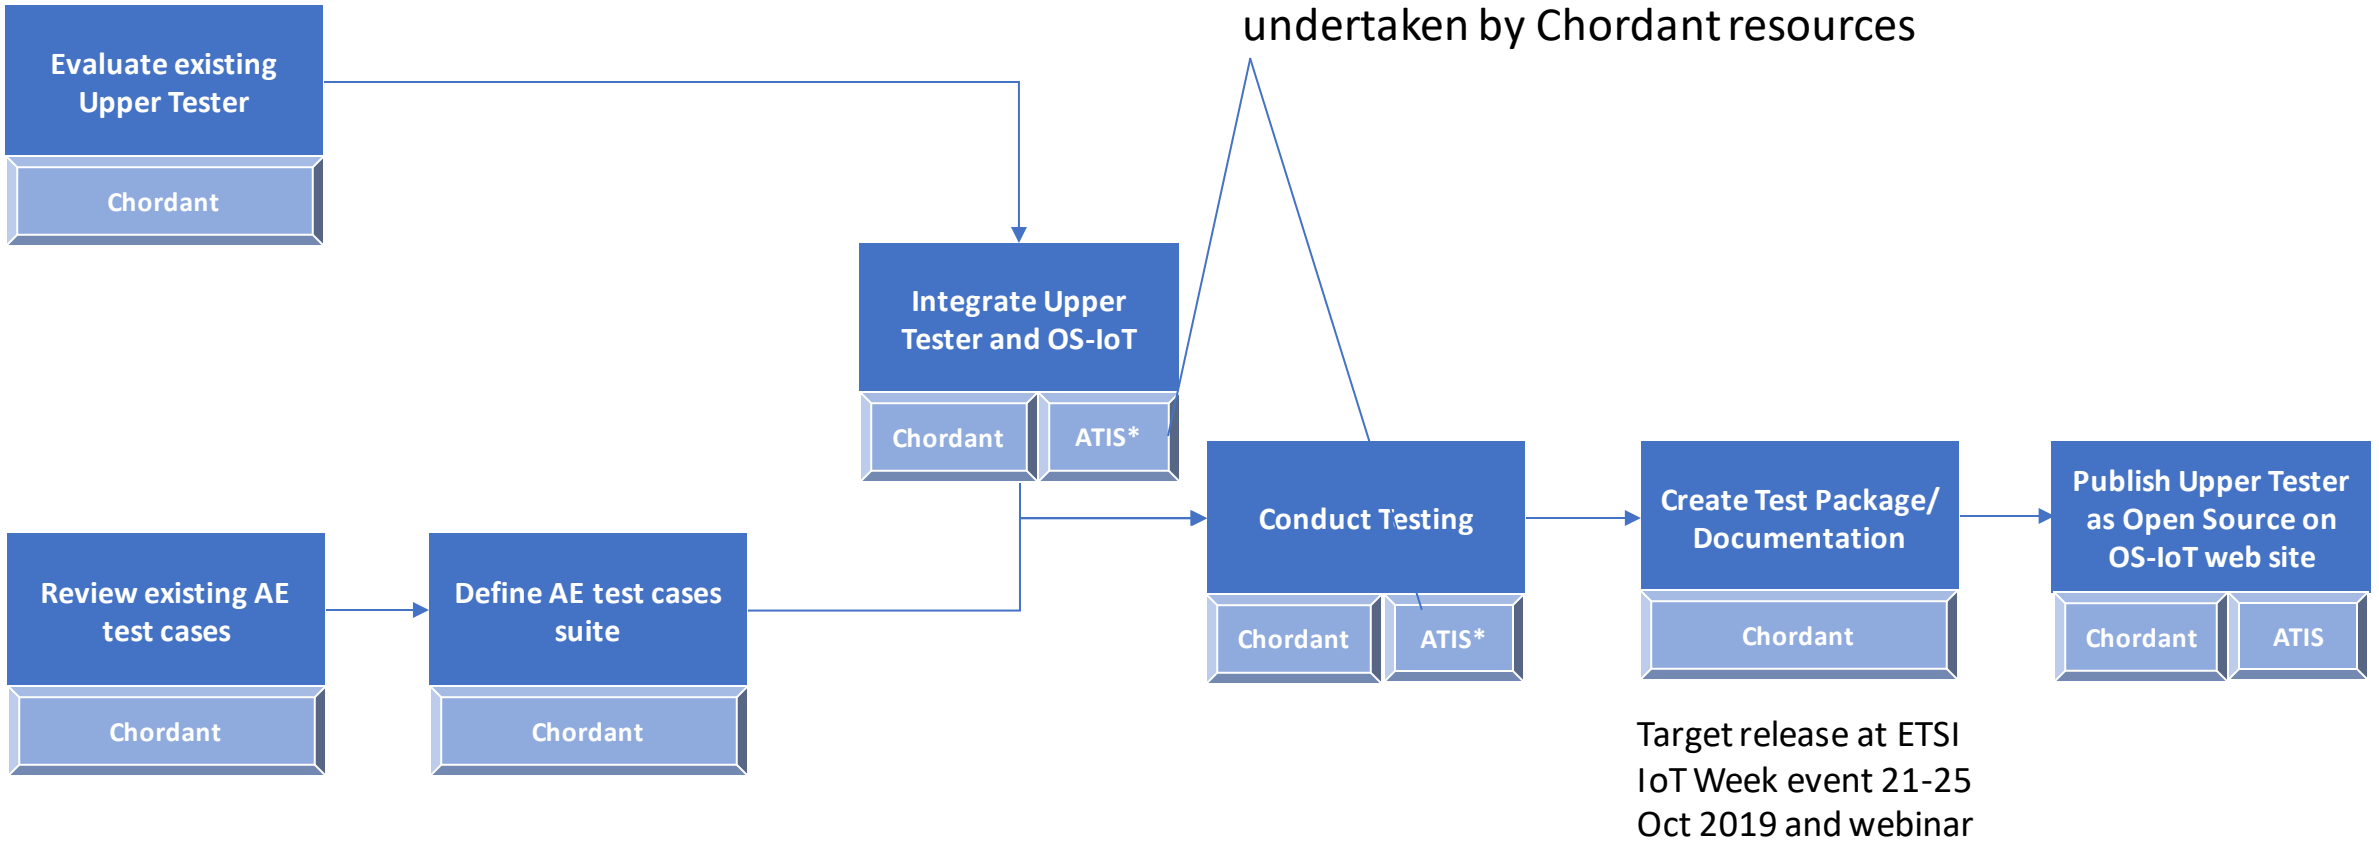 undertaken by Chordant resources
Evaluate existing
Upper Tester
Chordant
Integrate Upper
Tester and OS-IoT
Chordant
ATIS*
Review existing AE
test cases
Chordant
Define AE test cases
suite
Chordant
Conduct Testing
Chordant
ATIS*
Create Test Package/
Documentation
Chordant
Publish Upper Tester
as Open Source on
OS-IoT web site
Chordant
ATIS
Target release at ETSI
IoT Week event 21-25
Oct 2019 and webinar